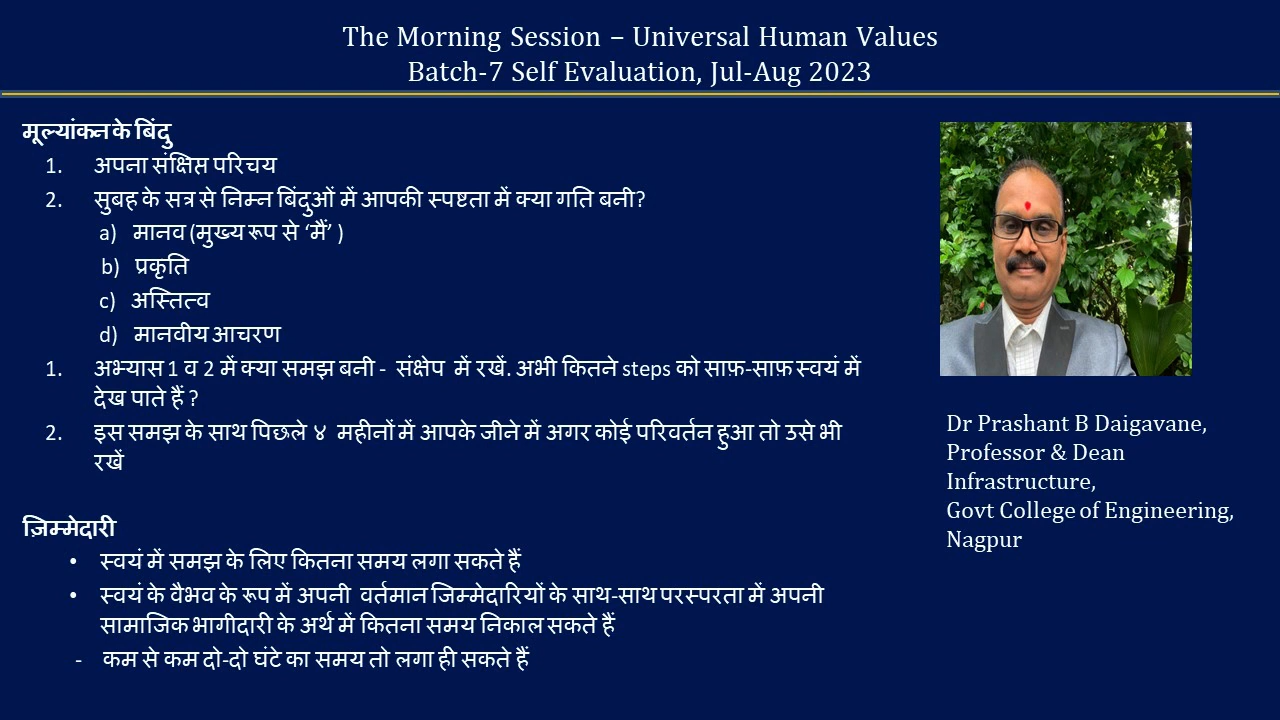 The Morning Session – Universal Human Values
Batch-7 Self Evaluation, Jul-Aug 2023
मूल्यांकन के बिंदु
1. अपना संक्षिप्त परिचय
2. सुबह के सत्र से निम्न बिंदुओं में आपकी स्पष्टता में क्या गति बनी?
a) मानव (मुख्य रूप से ‘मैं’ )
b) प्रकृति
c) अस्तित्व
d) मानवीय आचरण
1. अभ्यास 1 व 2 में क्या समझ बनी - संक्षेप में रखें. अभी कितने steps को साफ़-साफ़ स्वयं में
देख पाते हैं ?
2. इस समझ के साथ पिछले ४ महीनों में आपके जीने में अगर कोई परिवर्तन हुआ तो उसे भी
रखें
ज़िम्मेदारी
• स्वयं में समझ के लिए कितना समय लगा सकते हैं
• स्वयं के वैभव के रूप में अपनी वर्तमान जिम्मेदारियों के साथ-साथ परस्परता में अपनी
सामाजिक भागीदारी के अर्थ में कितना समय निकाल सकते हैं
- कम से कम दो-दो घंटे का समय तो लगा ही सकते हैं
Dr Prashant B Daigavane,
Professor & Dean
Infrastructure,
Govt College of Engineering,
Nagpur